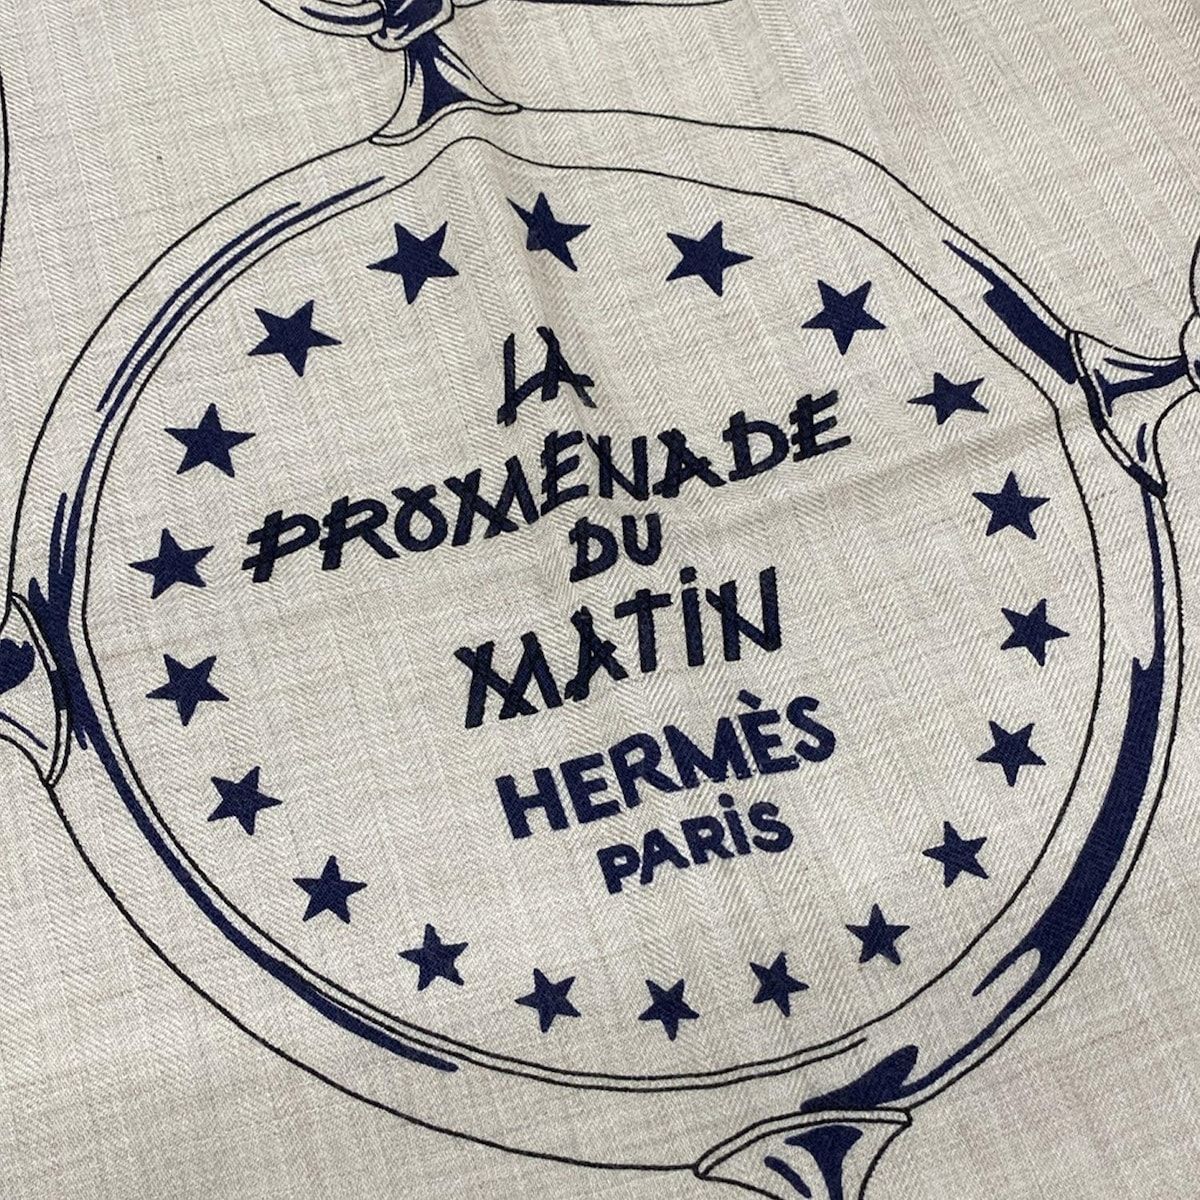 LA
PROMENADE
DU
MATiN
HERMÈS
PARiS